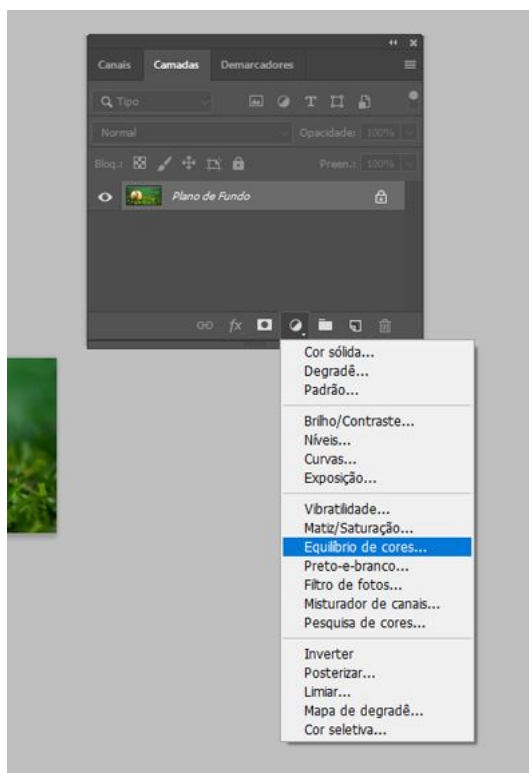 Canais Camadas Demarcadores
Tipo
Normal Opacidade: 100%
Bloq.: Preen.: 100%
Plano de Fundo
fx
Cor sólida...
Degradê...
Padrão...
Brilho/Contraste...
Níveis...
Curvas...
Exposição...
Vibratilidade...
Matiz/Saturação...
Equilíbrio de cores...
Preto-e-branco...
Filtro de fotos...
Misturador de canais...
Pesquisa de cores...
Inverter
Posterizar...
Limiar...
Mapa de degradê...
Cor seletiva...